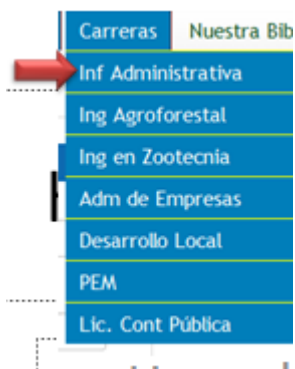 Carreras Nuestra Bib
Inf Administrativa
Ing Agroforestal
Ing en Zootecnia
Adm de Empresas
Desarrollo Local
PEM
Lic. Cont Pública